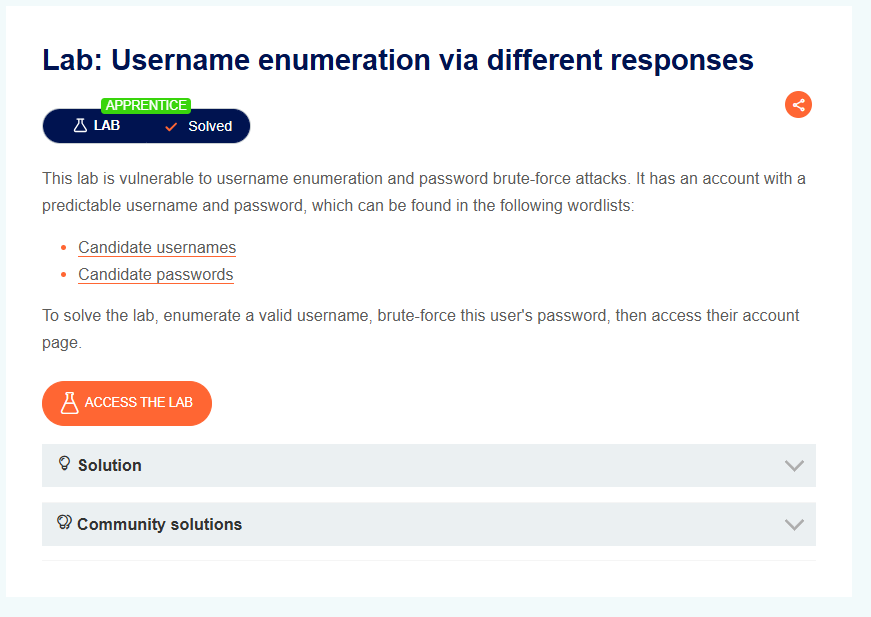 Lab: Username enumeration via different responses
APPRENTICE
LAB Solved
This lab is vulnerable to username enumeration and password brute-force attacks. It has an account with a
predictable username and password, which can be found in the following wordlists:
Candidate usernames
Candidate passwords
To solve the lab, enumerate a valid username, brute-force this user's password, then access their account
page.
ACCESS THE LAB
Solution
Community solutions